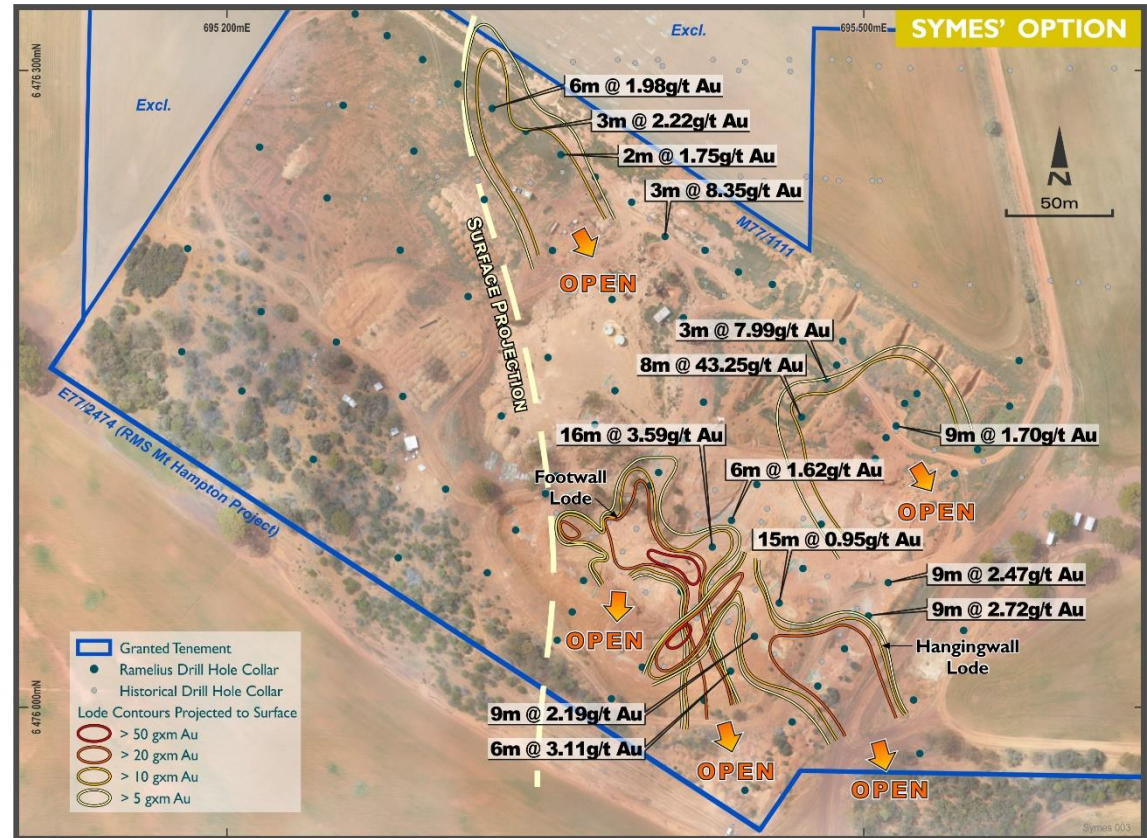 SYMES' OPTION
695 200mE
695 500mE
6 476 300mN
6 476 000mN
Excl.
Excl.
6m @ 1.98g/t Au
3m @ 2.22g/t Au
2m @ 1.75g/t Au
3m @ 8.35g/t Au
N
50m
M77/1111
SURFACE PROJECTION
OPEN
E77/2474 (RMS Mt Hampton Project)
3m @ 7.99g/t Au
8m @ 43.25g/t Au
16m @ 3.59g/t Au
9m @ 1.70g/t Au
Footwall
Lode
6m @ 1.62g/t Au
OPEN
15m @ 0.95g/t Au
9m @ 2.47g/t Au
9m @ 2.72g/t Au
OPEN
Hangingwall
Lode
9m @ 2.19g/t Au
6m @ 3.11g/t Au
OPEN
OPEN
Granted Tenement
Ramelius Drill Hole Collar
Historical Drill Hole Collar
Lode Contours Projected to Surface
> 50 gxm Au
> 20 gxm Au
> 10 gxm Au
> 5 gxm Au
Symes 003